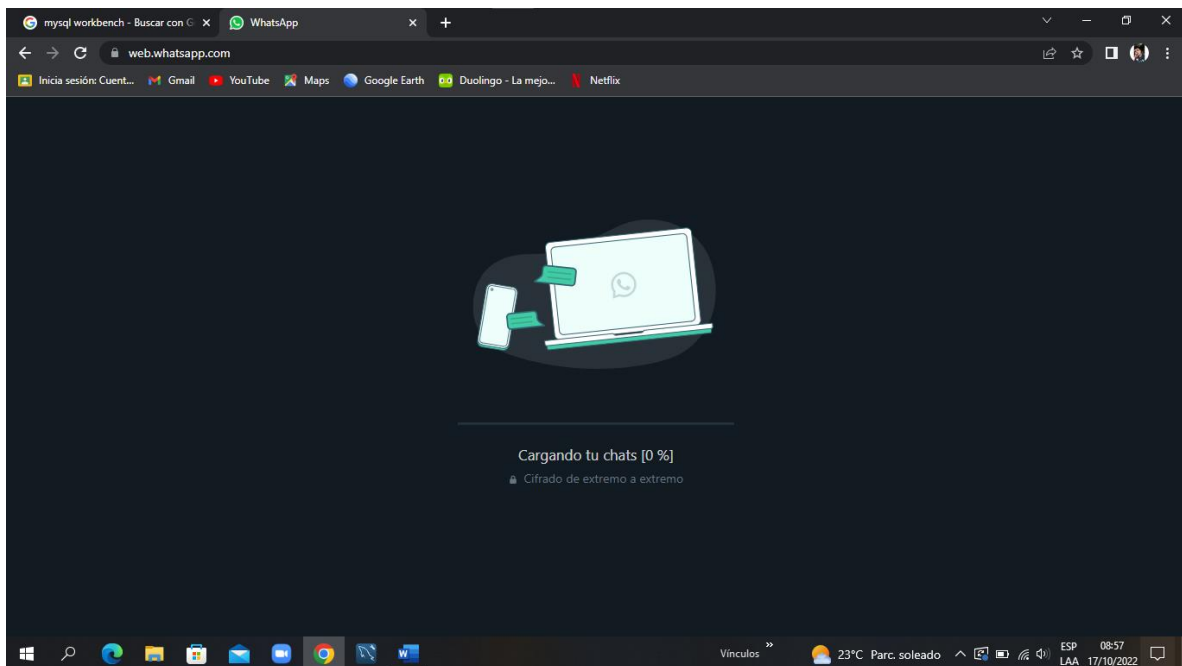 mysql workbench - Buscar con G
WhatsApp
web.whatsapp.com
Inicia sesión: Cuent...
Gmail
YouTube
Maps
Google Earth
Duolingo - La mejo...
Netflix
Cargando tu chats [0 %]
Cifrado de extremo a extremo
Vínculos
23°C Parc. soleado
ESP
LAA
08:57
17/10/2022